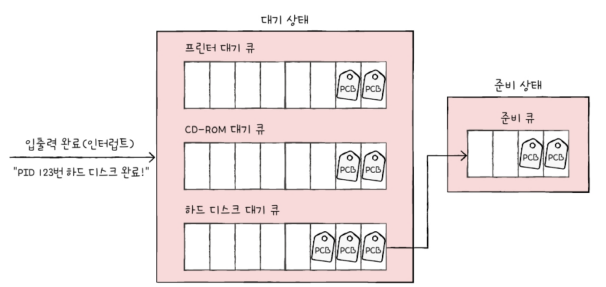 대기 상태
프린터 대기 큐
PCB PCB
CD-ROM 대기 큐
PCB PCB
하드 디스크 대기 큐
PCB PCB PCB
입출력 완료(인터럽트)
"PID 123번 하드 디스크 완료!"
준비 상태
준비 큐
PCB PCB